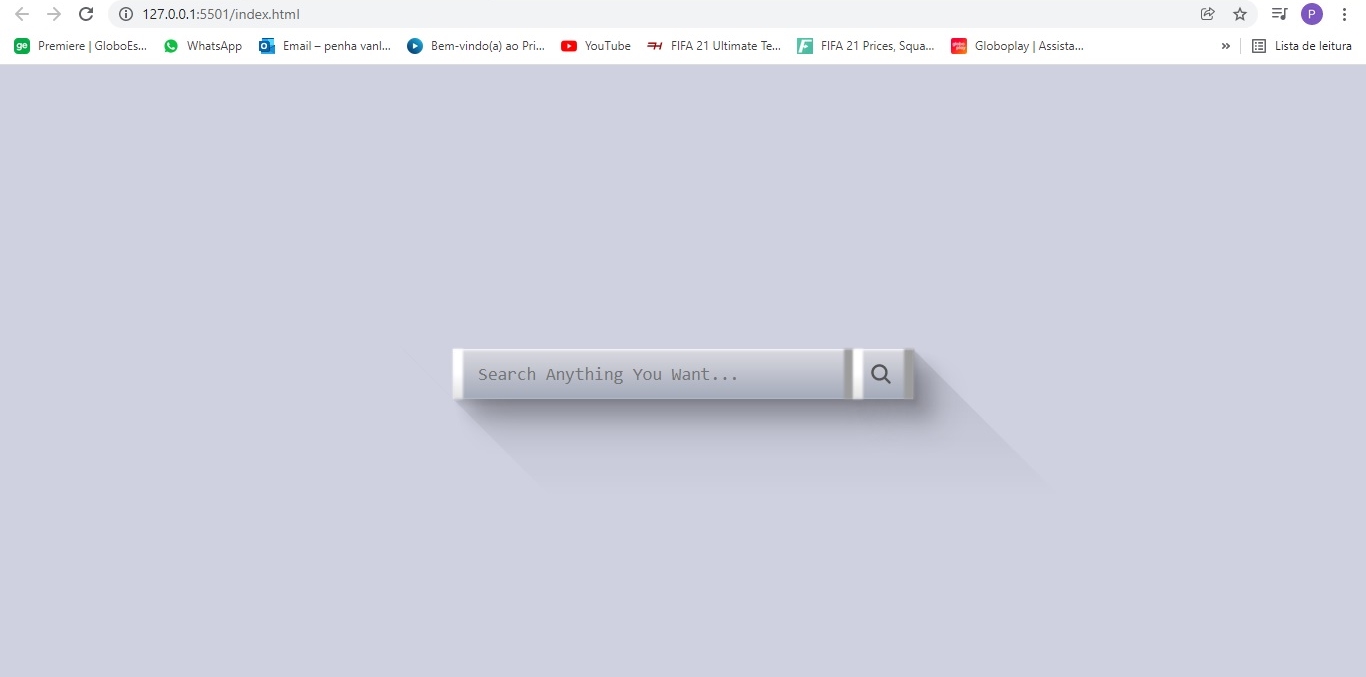 127.0.0.1:5501/index.html
P
ge Premiere | GloboEs... WhatsApp Email – penha vanl... Bem-vindo(a) ao Pri... YouTube FIFA 21 Ultimate Te... FIFA 21 Prices, Squa... Globoplay | Assista... » Lista de leitura
Search Anything You Want...